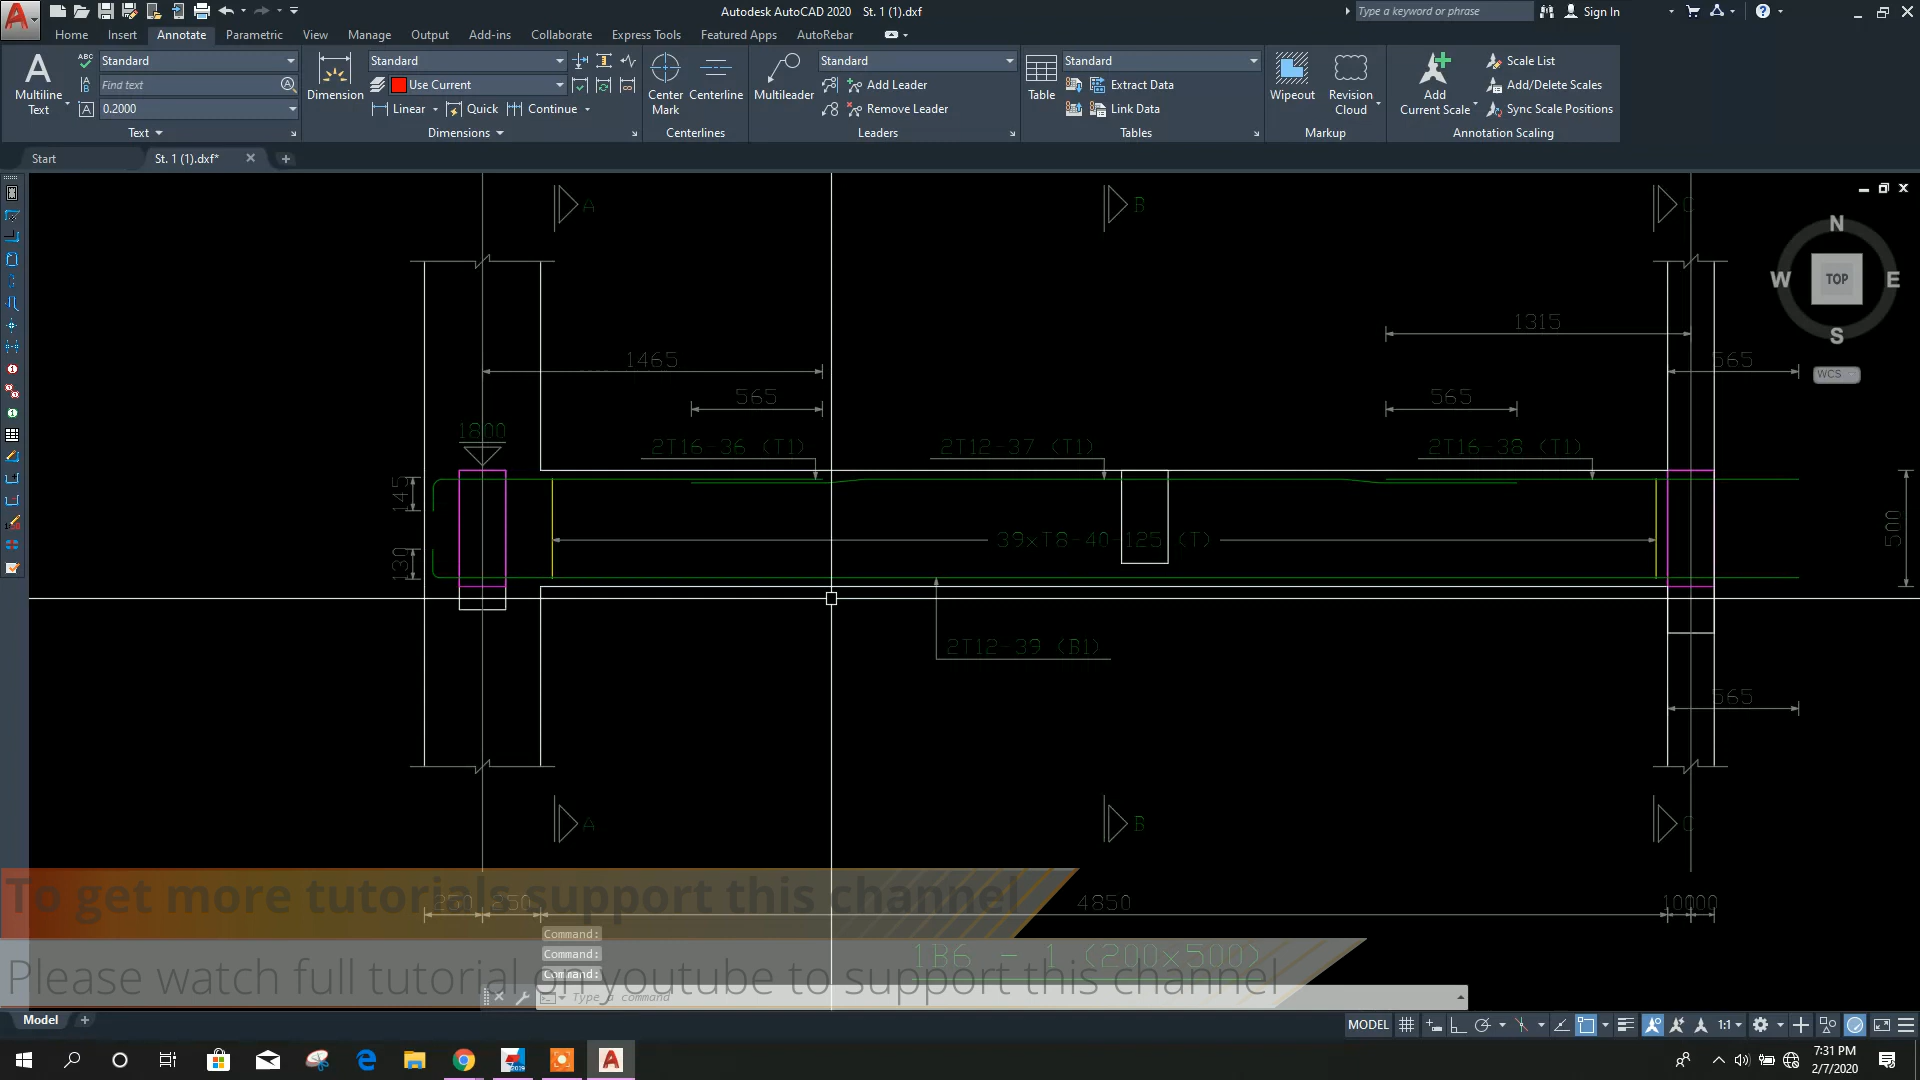 Autodesk AutoCAD 2020 St. 1 (1).dxf
Type a keyword or phrase
Sign In
Home Insert Annotate Parametric View Manage Output Add-ins Collaborate Express Tools Featured Apps AutoRebar
Multiline Text
ABC
Standard
Find text
0.2000
Text
Dimension
Standard
Use Current
Linear Quick Continue
Dimensions
Center Mark
Centerline
Centerlines
Multileader
Standard
Add Leader
Remove Leader
Leaders
Table
Standard
Extract Data
Link Data
Tables
Wipeout
Revision Cloud
Markup
Add Current Scale
Scale List
Add/Delete Scales
Sync Scale Positions
Annotation Scaling
Start
St. 1 (1).dxf*
A B C
N
W TOP E
S
WCS
1315
1465 565
565 565
1800
2T16-36 (T1) 2T12-37 (T1) 2T16-38 (T1)
145
39xT8-40-125 (T)
500
130
2T12-39 (B1)
565
A B C
To get more tutorials support this channel
250 250 4850 10000
Command:
Command:
1B6 - 1 (200x500)
Command:
Please watch full tutorial on youtube to support this channel
Type a command
Model
MODEL
1:1
7:31 PM
2/7/2020